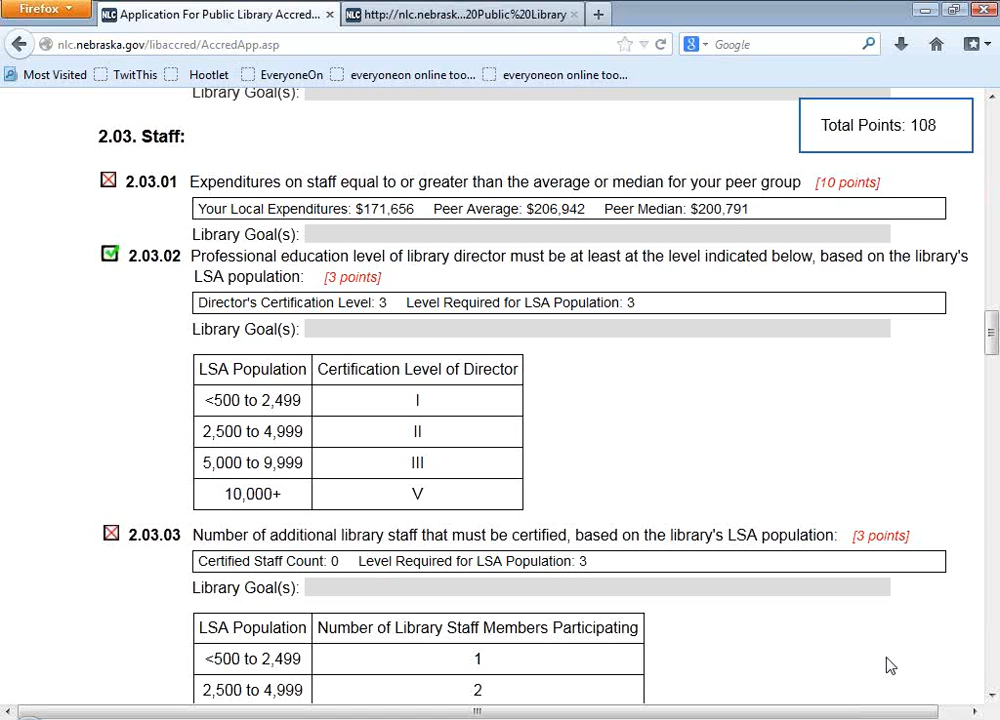 Firefox
NLC Application For Public Library Accred... ×
NLC http://nlc.nebrask...20Public%20Library ×
+
nlc.nebraska.gov/libaccred/AccredApp.asp
Google
Most Visited TwitThis Hootlet EveryoneOn everyoneon online too... everyoneon online too...
Library Goal(s):
Total Points: 108
2.03. Staff:
2.03.01 Expenditures on staff equal to or greater than the average or median for your peer group [10 points]
Your Local Expenditures: $171,656 Peer Average: $206,942 Peer Median: $200,791
Library Goal(s):
2.03.02 Professional education level of library director must be at least at the level indicated below, based on the library's
LSA population: [3 points]
Director's Certification Level: 3 Level Required for LSA Population: 3
Library Goal(s):
LSA Population Certification Level of Director
<500 to 2,499 I
2,500 to 4,999 II
5,000 to 9,999 III
10,000+ V
2.03.03 Number of additional library staff that must be certified, based on the library's LSA population: [3 points]
Certified Staff Count: 0 Level Required for LSA Population: 3
Library Goal(s):
LSA Population Number of Library Staff Members Participating
<500 to 2,499 1
2,500 to 4,999 2